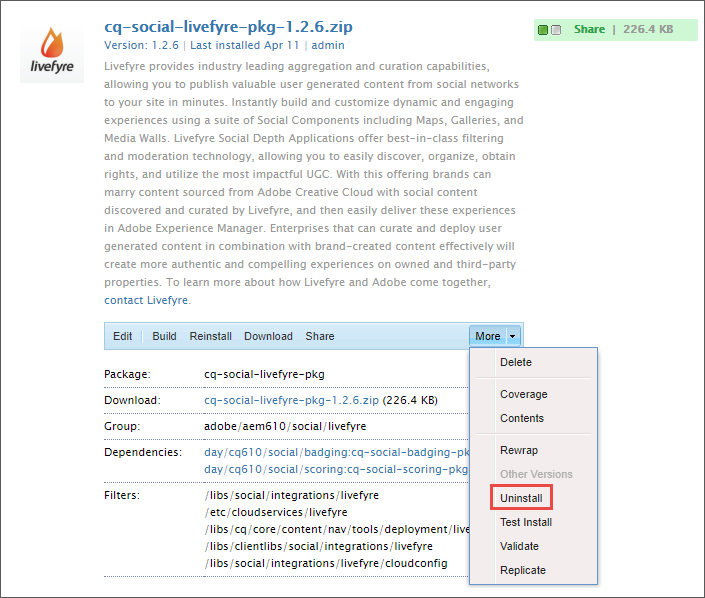 cq-social-livefyre-pkg-1.2.6.zip
Share | 226.4 KB
Version: 1.2.6 | Last installed Apr 11 | admin
livefyre
Livefyre provides industry leading aggregation and curation capabilities,
allowing you to publish valuable user generated content from social networks
to your site in minutes. Instantly build and customize dynamic and engaging
experiences using a suite of Social Components including Maps, Galleries, and
Media Walls. Livefyre Social Depth Applications offer best-in-class filtering
and moderation technology, allowing you to easily discover, organize, obtain
rights, and utilize the most impactful UGC. With this offering brands can
marry content sourced from Adobe Creative Cloud with social content
discovered and curated by Livefyre, and then easily deliver these experiences
in Adobe Experience Manager. Enterprises that can curate and deploy user
generated content in combination with brand-created content effectively will
create more authentic and compelling experiences on owned and third-party
properties. To learn more about how Livefyre and Adobe come together,
contact Livefyre.
Edit Build Reinstall Download Share More
Package: cq-social-livefyre-pkg
Download: cq-social-livefyre-pkg-1.2.6.zip (226.4 KB)
Group: adobe/aem610/social/livefyre
Dependencies: day/cq610/social/badging:cq-social-badging-pk
day/cq610/social/scoring:cq-social-scoring-pkg
Filters: /libs/social/integrations/livefyre
/etc/cloudservices/livefyre
/libs/cq/core/content/nav/tools/deployment/live
/libs/clientlibs/social/integrations/livefyre
/libs/social/integrations/livefyre/cloudconfig
Delete
Coverage
Contents
Rewrap
Other Versions
Uninstall
Test Install
Validate
Replicate